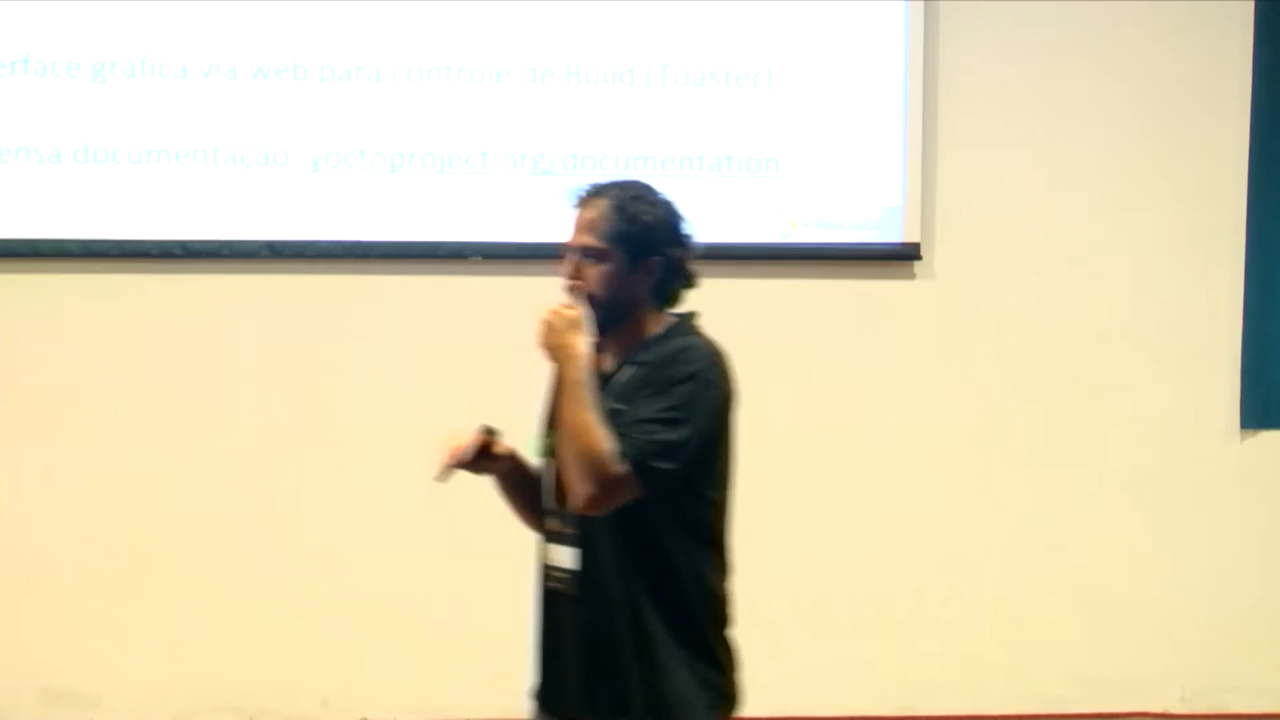 erface gráfica via web para controle de Build (Toaster)
ensa documentação yoctoproject.org/documentation